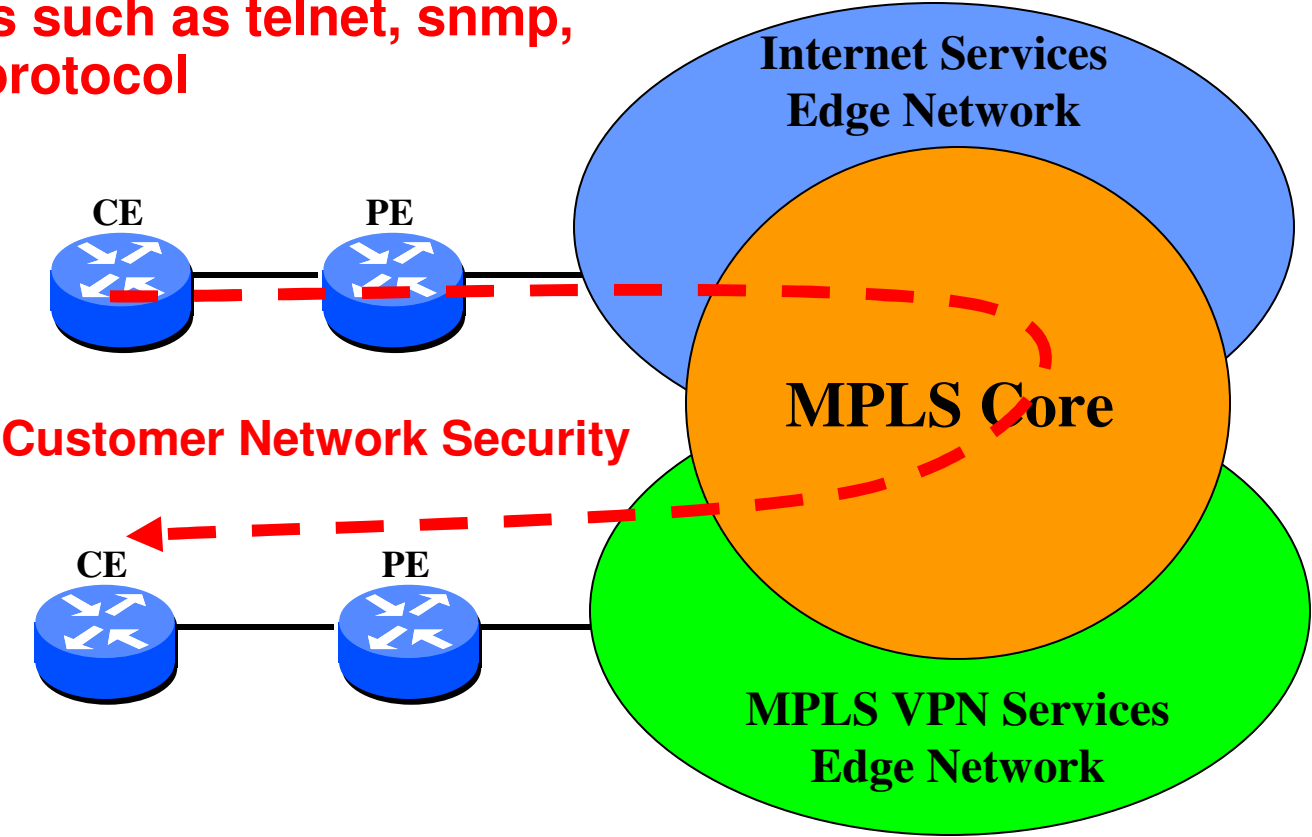 s such as telnet, snmp,
protocol
Internet Services
Edge Network
CE
PE
MPLS Core
Customer Network Security
CE
PE
MPLS VPN Services
Edge Network